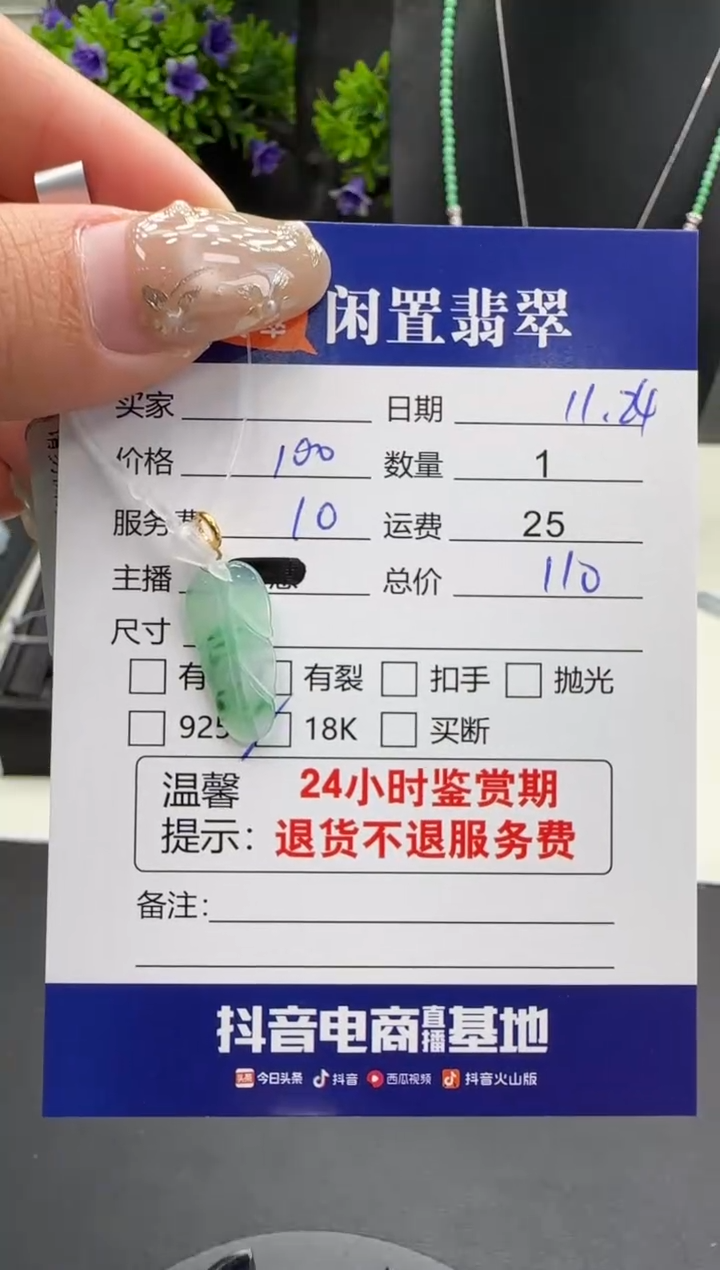 闲置翡翠
买家 日期 11.24
价格 100 数量 1
服务费 10 运费 25
主播 总价 110
尺寸
有 有裂 扣手 抛光
925 18K 买断
温馨 24小时鉴赏期
提示: 退货不退服务费
备注:
抖音电商直播基地
头条 今日头条 抖音 西瓜视频 抖音火山版